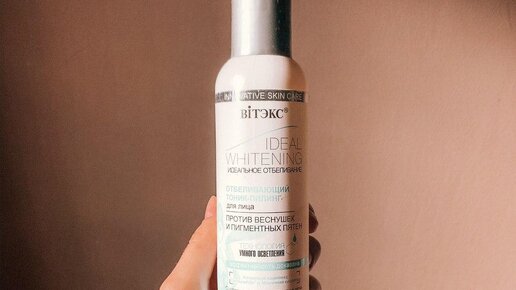 INNOVATIVE SKIN CARE
ВіТЭКС®
IDEAL
WHITENING
ИДЕАЛЬНОЕ ОТБЕЛИВАНИЕ
ОТБЕЛИВАЮЩИЙ
ТОНИК-ПИЛИНГ
для лица
ПРОТИВ ВЕСНУШЕК
И ПИГМЕНТНЫХ ПЯТЕН
ТЕХНОЛОГИЯ
УМНОГО ОСВЕТЛЕНИЯ